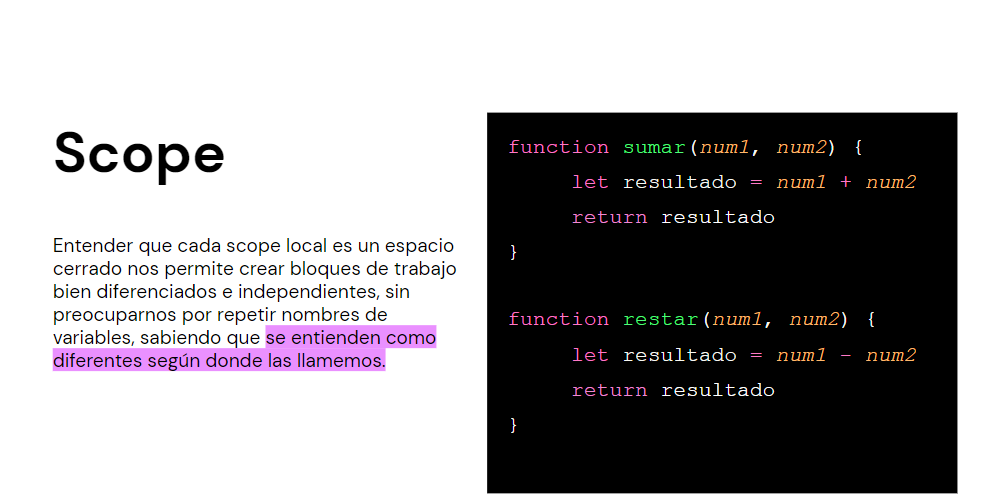 Scope
Entender que cada scope local es un espacio
cerrado nos permite crear bloques de trabajo
bien diferenciados e independientes, sin
preocuparnos por repetir nombres de
variables, sabiendo que se entienden como
diferentes según donde las llamemos.
function sumar(num1, num2) {
     let resultado = num1 + num2
     return resultado
}
function restar(num1, num2) {
     let resultado = num1 - num2
     return resultado
}